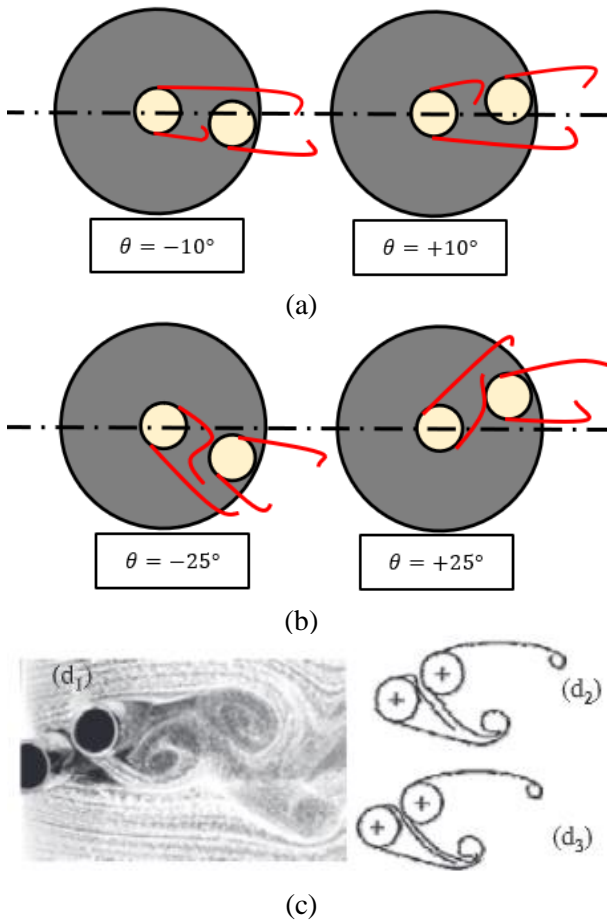 θ = −10°
θ = +10°
(a)
θ = −25°
θ = +25°
(b)
(d₁)
(d₂)
(d₃)
(c)